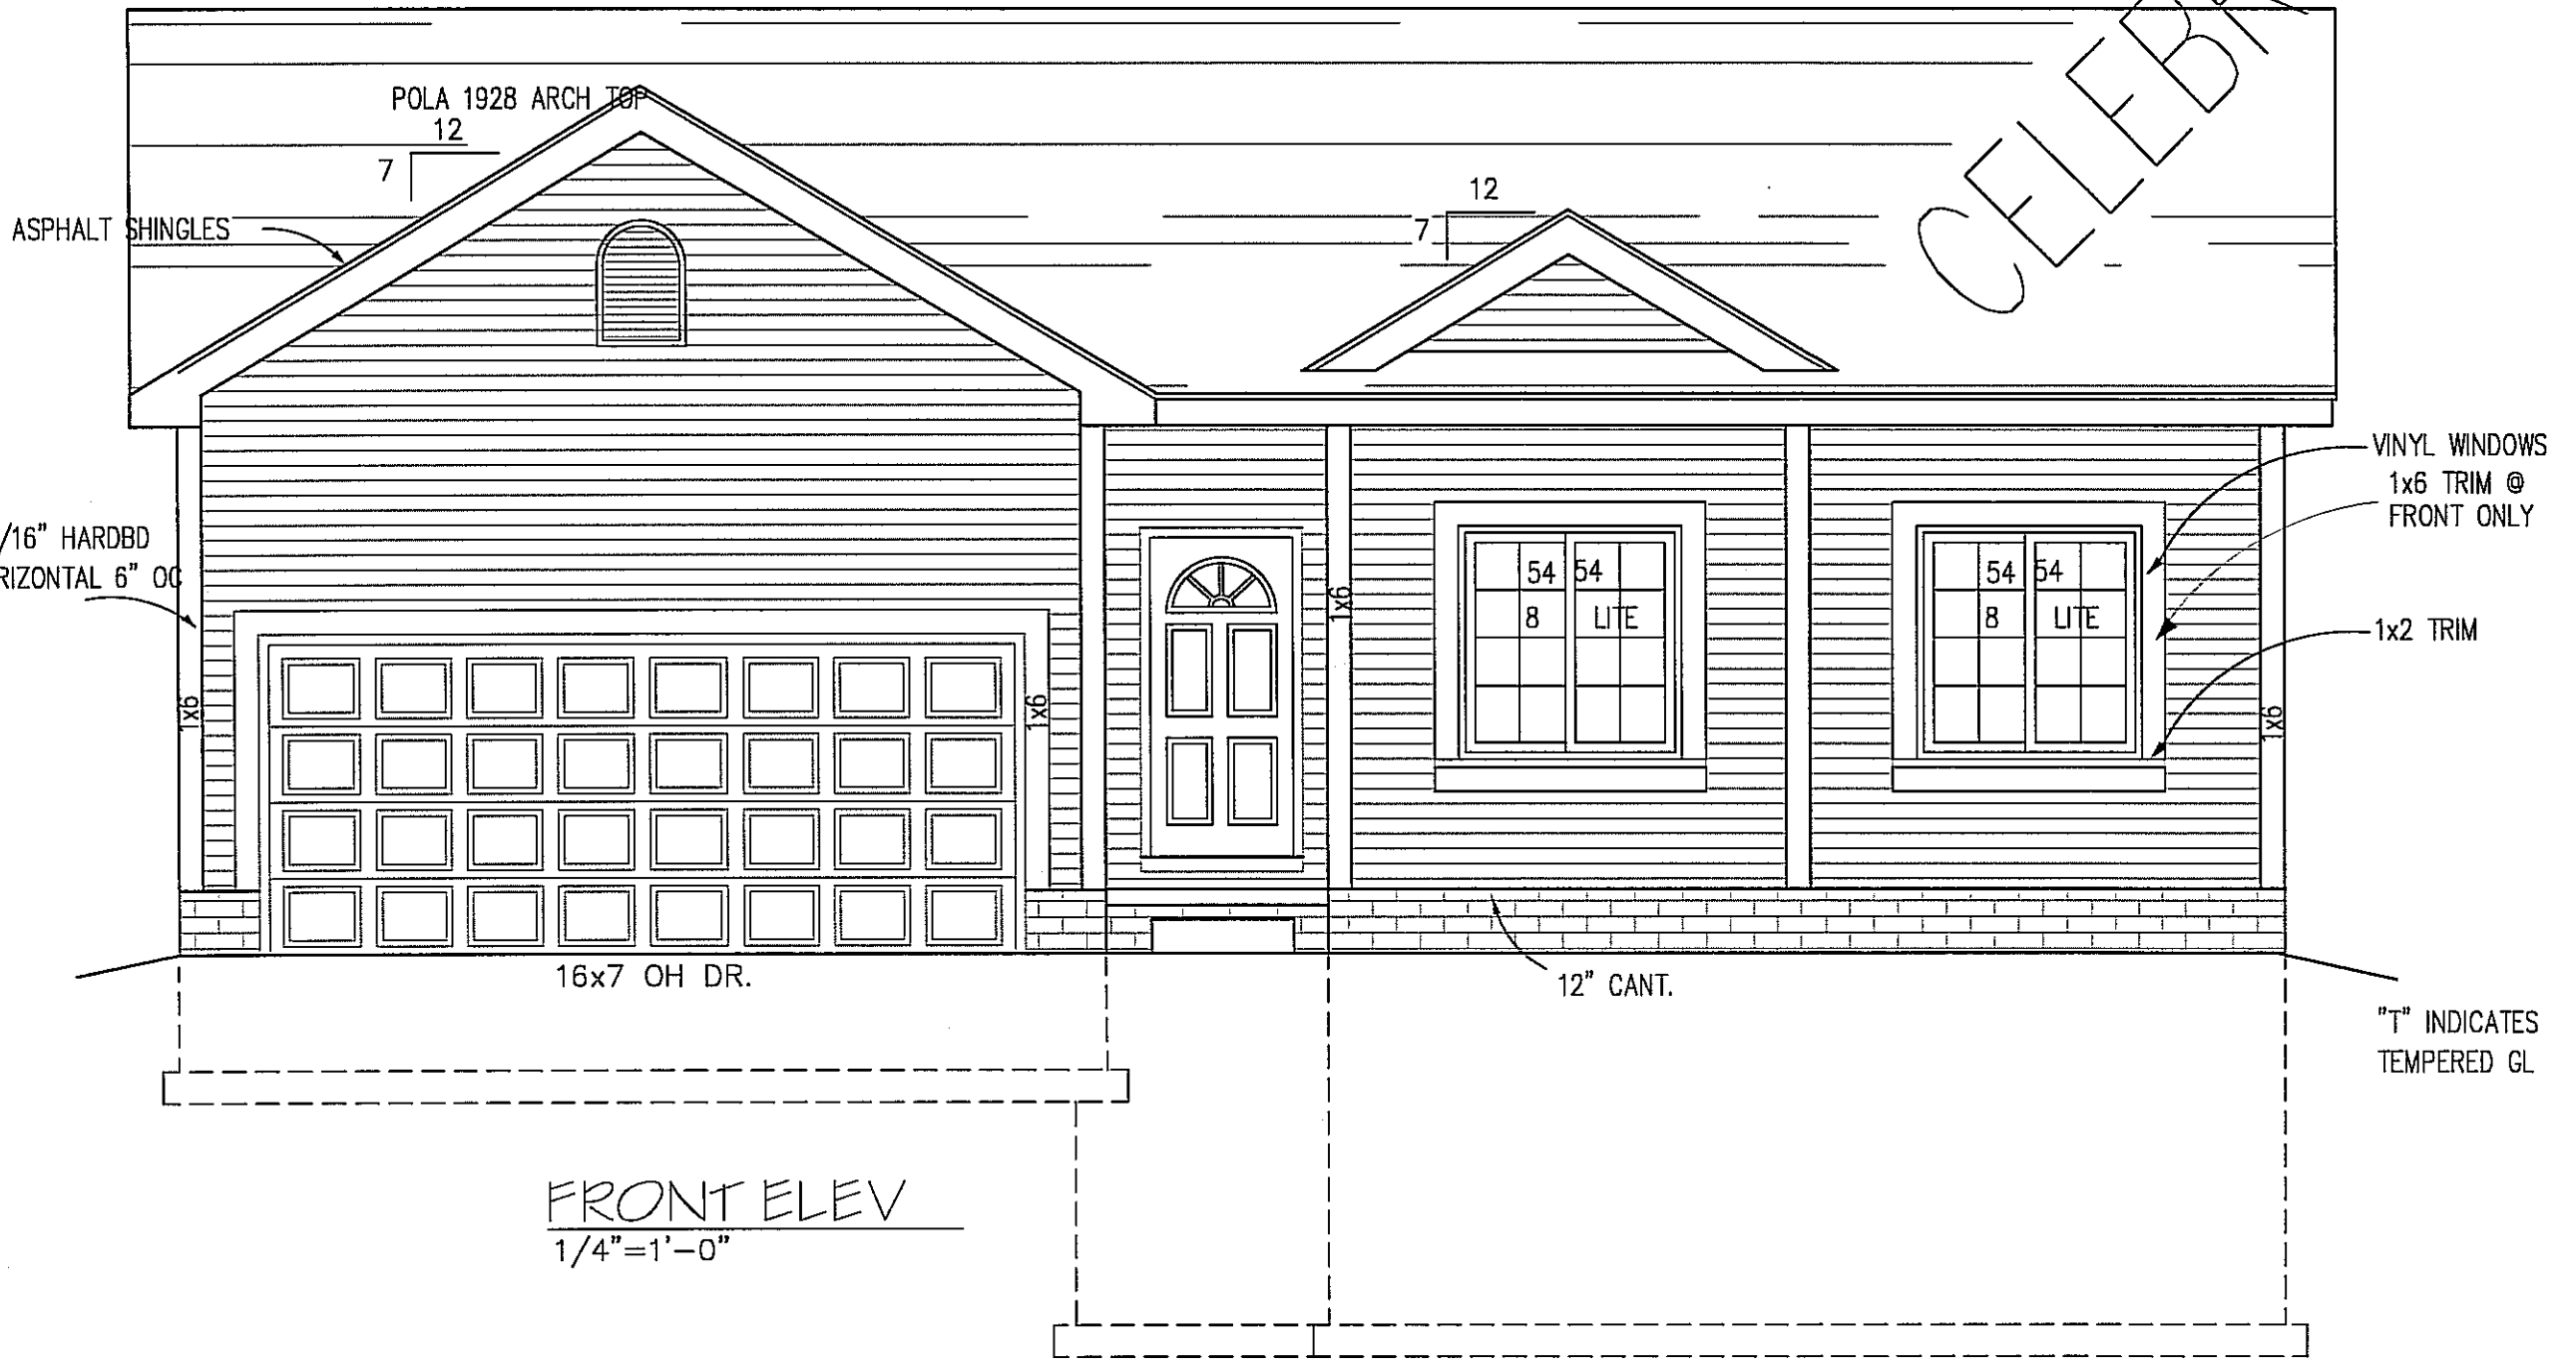 CELEB
POLA 1928 ARCH TOP
12
7
ASPHALT SHINGLES
12
7
VINYL WINDOWS
1x6 TRIM @
FRONT ONLY
/16" HARDBD
RIZONTAL 6" OC
54 54
8 LITE
54 54
8 LITE
1x6
1x2 TRIM
1x6
1x6
1x6
16x7 OH DR.
12" CANT.
"T" INDICATES
TEMPERED GL
FRONT ELEV
1/4"=1'-0"